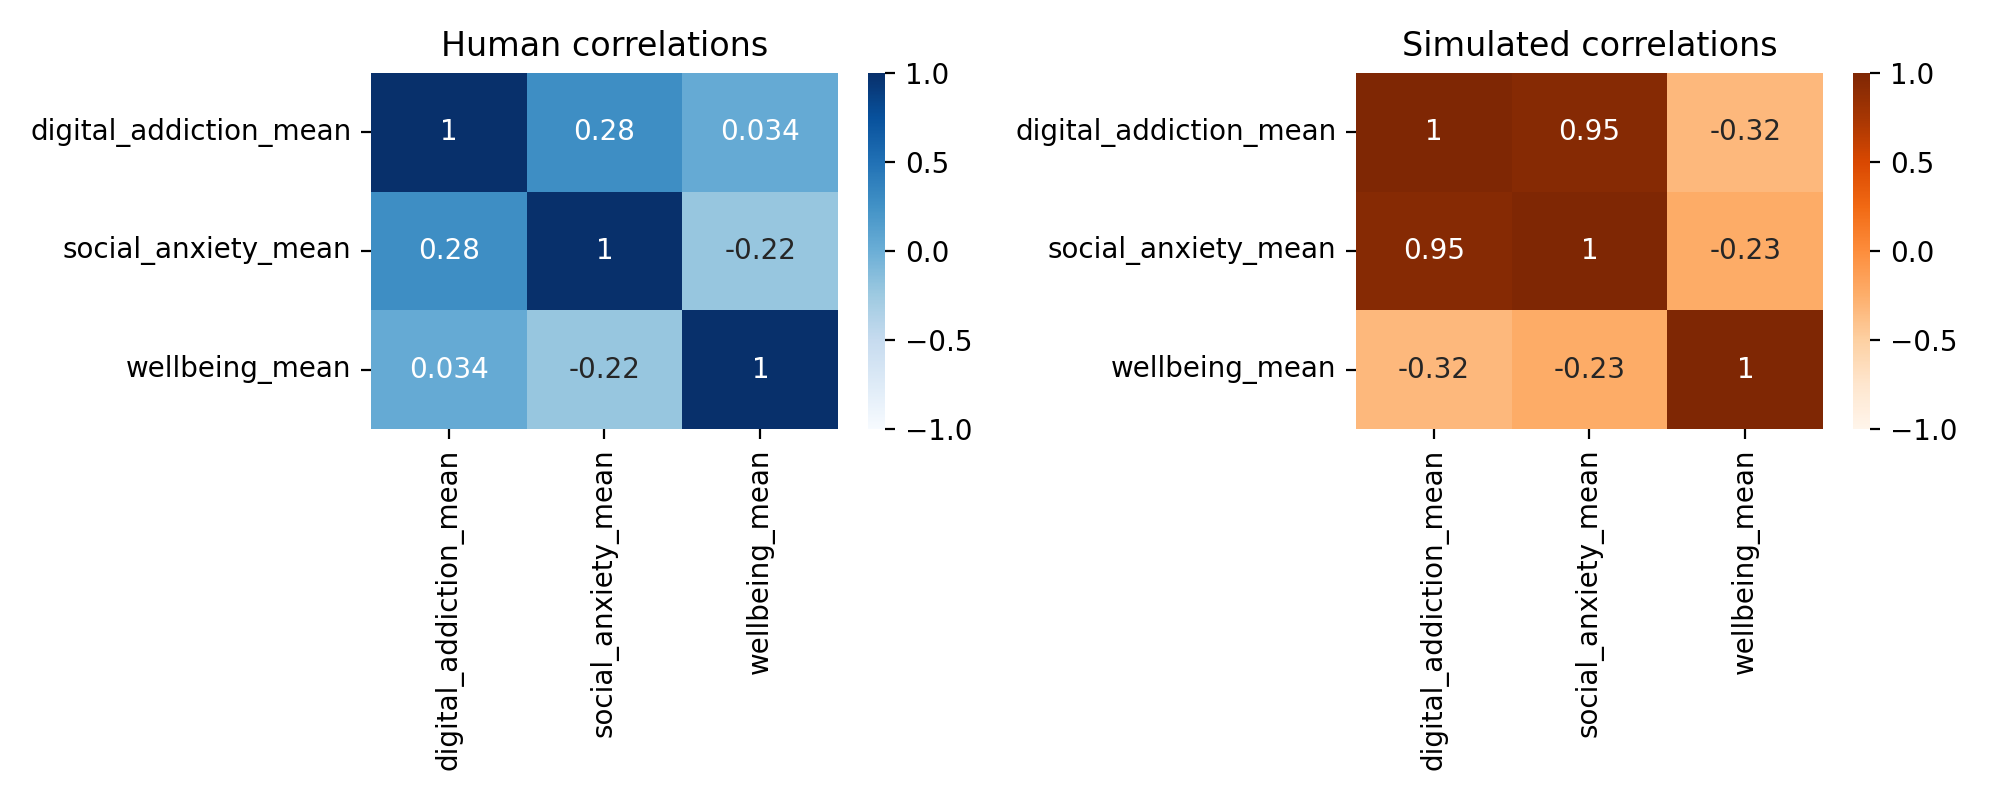 Human correlations
digital_addiction_mean
social_anxiety_mean
wellbeing_mean
1 0.28 0.034
0.28 1 -0.22
0.034 -0.22 1
1.0
0.5
0.0
−0.5
−1.0
digital_addiction_mean
social_anxiety_mean
wellbeing_mean
Simulated correlations
digital_addiction_mean
social_anxiety_mean
wellbeing_mean
1 0.95 -0.32
0.95 1 -0.23
-0.32 -0.23 1
1.0
0.5
0.0
−0.5
−1.0
digital_addiction_mean
social_anxiety_mean
wellbeing_mean